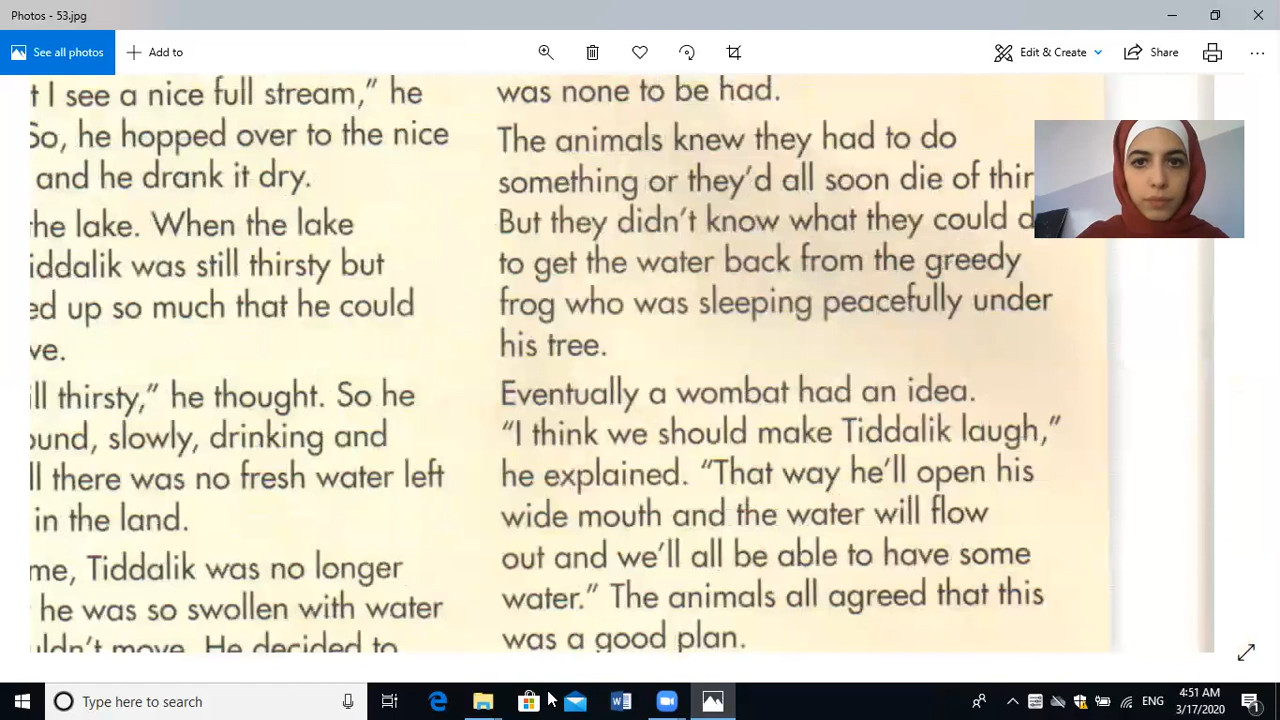 Photos - 53.jpg
See all photos
Add to
Edit & Create
Share
t I see a nice full stream,” he
So, he hopped over to the nice
and he drank it dry.
the lake. When the lake
iddalik was still thirsty but
ed up so much that he could
ve.
ill thirsty,” he thought. So he
ound, slowly, drinking and
ll there was no fresh water left
in the land.
me, Tiddalik was no longer
he was so swollen with water
uldn’t move. He decided to
was none to be had.
The animals knew they had to do
something or they’d all soon die of thir
But they didn’t know what they could d
to get the water back from the greedy
frog who was sleeping peacefully under
his tree.
Eventually a wombat had an idea.
“I think we should make Tiddalik laugh,”
he explained. “That way he’ll open his
wide mouth and the water will flow
out and we’ll all be able to have some
water.” The animals all agreed that this
was a good plan.
Type here to search
ENG
4:51 AM
3/17/2020
1